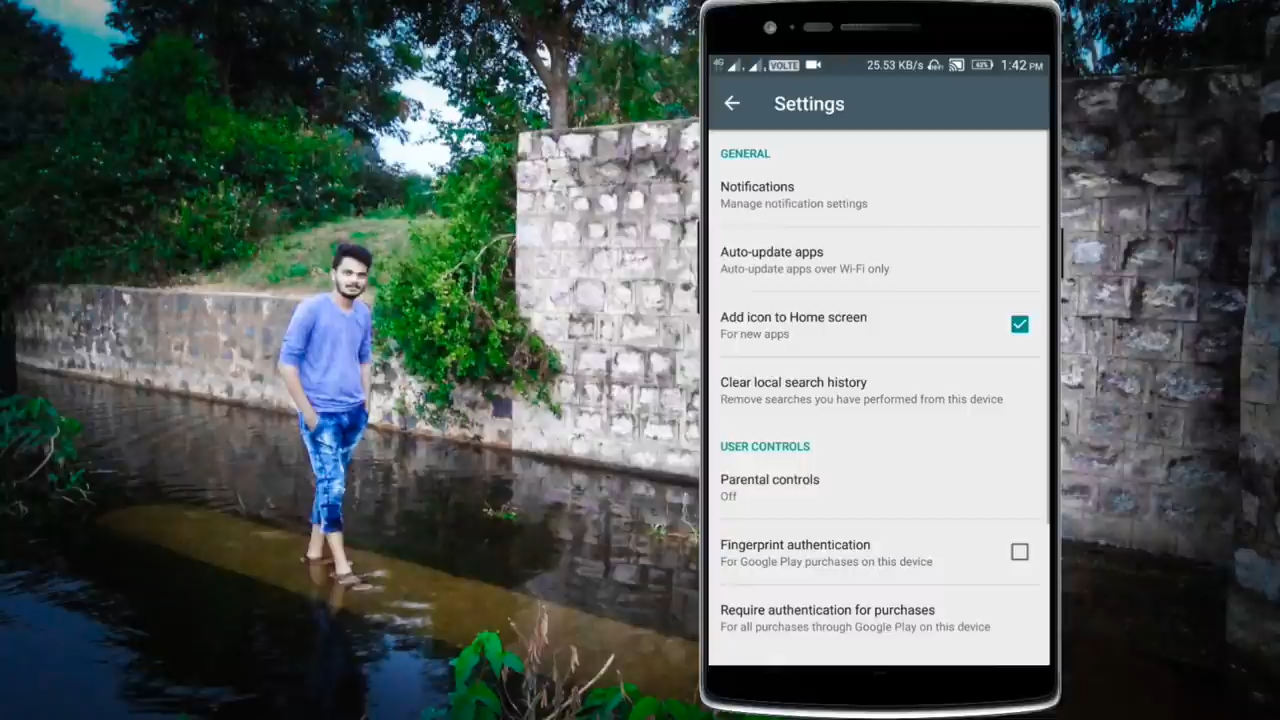 4G VOLTE 25.53 KB/s 63% 1:42 PM
Settings
GENERAL
Notifications
Manage notification settings
Auto-update apps
Auto-update apps over Wi-Fi only
Add icon to Home screen
For new apps
Clear local search history
Remove searches you have performed from this device
USER CONTROLS
Parental controls
Off
Fingerprint authentication
For Google Play purchases on this device
Require authentication for purchases
For all purchases through Google Play on this device